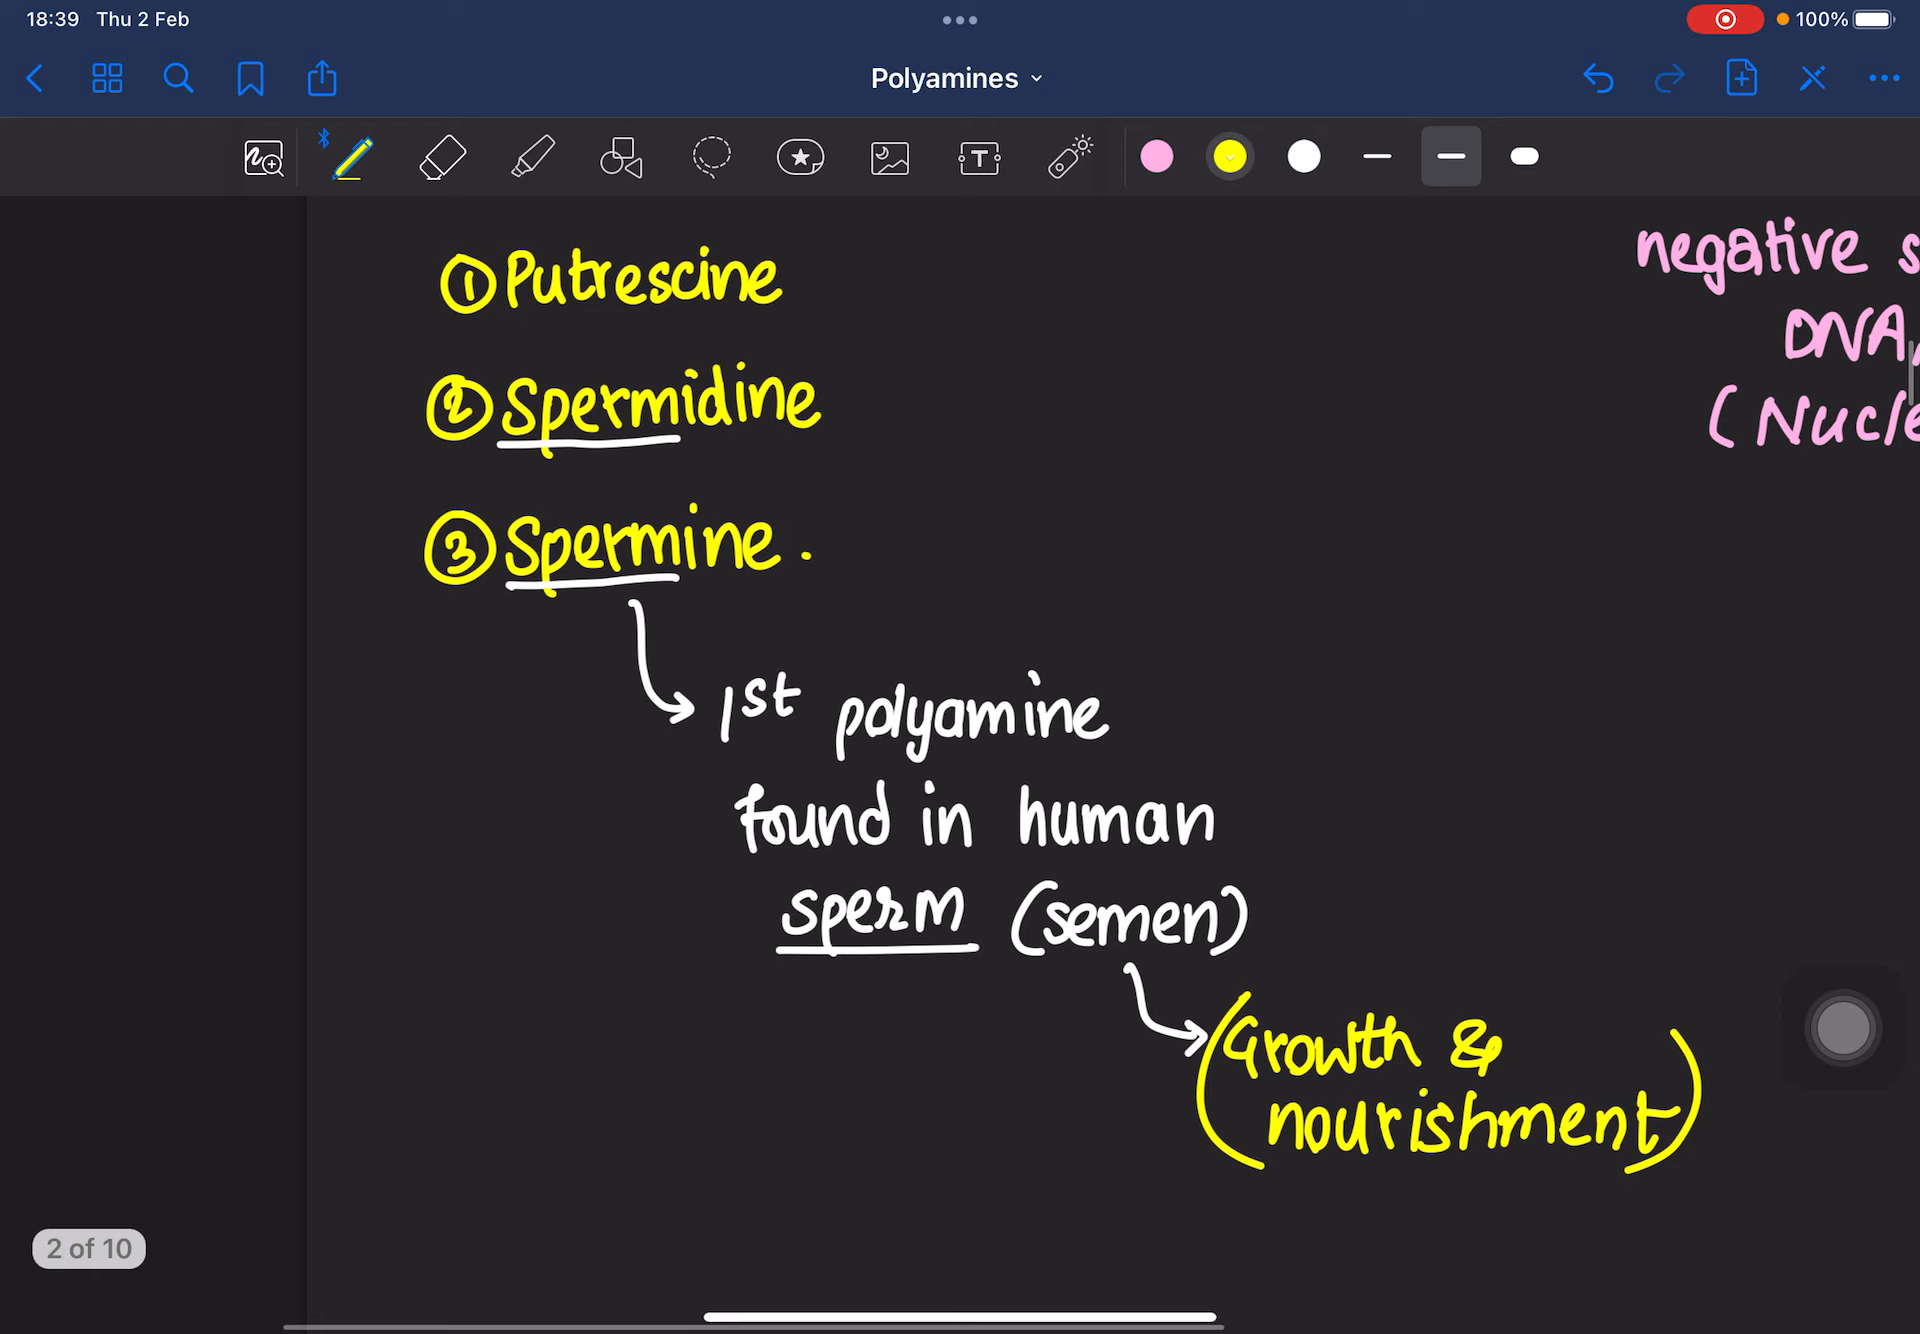 18:39 Thu 2 Feb
100%
Polyamines
T
① Putrescine
② Spermidine
③ Spermine .
1st polyamine
found in human
sperm (semen)
(Growth &
nourishment)
negative s
DNA,
(Nucle
2 of 10